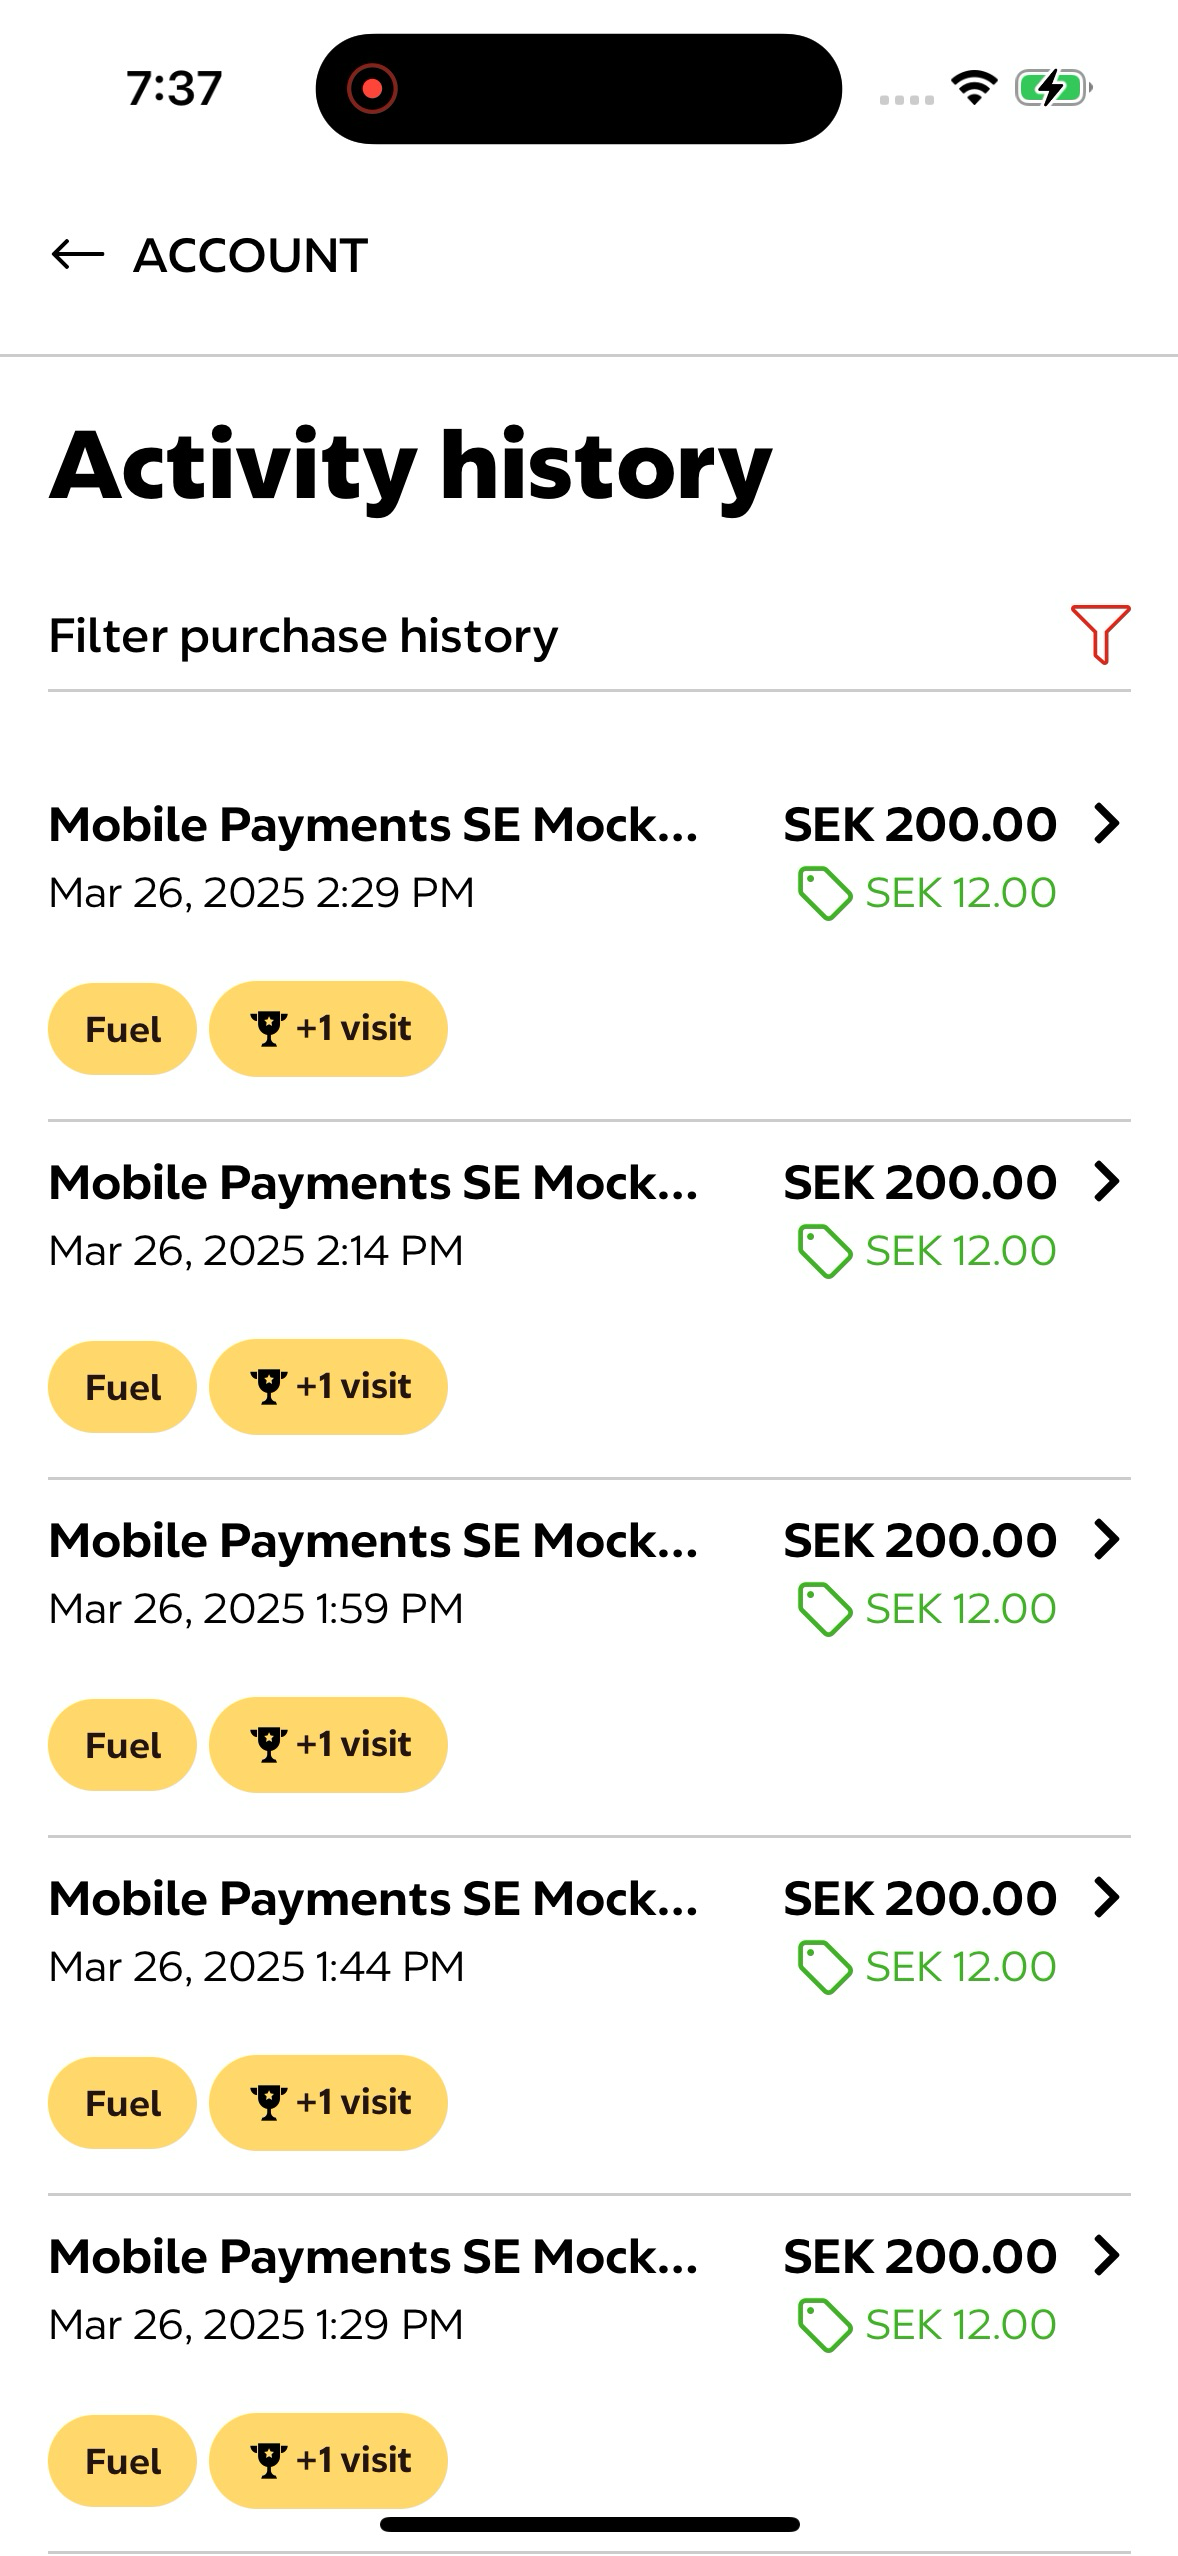 7:37
ACCOUNT
Activity history
Filter purchase history
Mobile Payments SE Mock... SEK 200.00
Mar 26, 2025 2:29 PM SEK 12.00
Fuel +1 visit
Mobile Payments SE Mock... SEK 200.00
Mar 26, 2025 2:14 PM SEK 12.00
Fuel +1 visit
Mobile Payments SE Mock... SEK 200.00
Mar 26, 2025 1:59 PM SEK 12.00
Fuel +1 visit
Mobile Payments SE Mock... SEK 200.00
Mar 26, 2025 1:44 PM SEK 12.00
Fuel +1 visit
Mobile Payments SE Mock... SEK 200.00
Mar 26, 2025 1:29 PM SEK 12.00
Fuel +1 visit